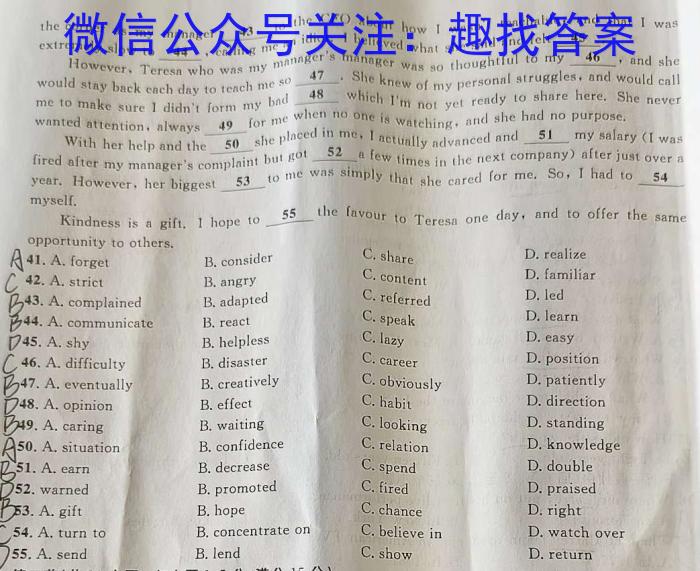 微信公众号关注：趣找答案
the
how I
I was
However, Teresa who was my manager's manager was so thoughtful to my 46 , and she
would stay back each day to teach me so 47 . She knew of my personal struggles, and would call
me to make sure I didn't form my bad 48 which I'm not yet ready to share here. She never
wanted attention, always 49 for me when no one is watching, and she had no purpose.
With her help and the 50 she placed in me, I actually advanced and 51 my salary (I was
fired after my manager's complaint but got 52 a few times in the next company) after just over a
year. However, her biggest 53 to me was simply that she cared for me. So, I had to 54
myself.
Kindness is a gift. I hope to 55 the favour to Teresa one day, and to offer the same
opportunity to others.
A 41. A. forget B. consider C. share D. realize
C 42. A. strict B. angry C. content D. familiar
B 43. A. complained B. adapted C. referred D. led
B 44. A. communicate B. react C. speak D. learn
D 45. A. shy B. helpless C. lazy D. easy
C 46. A. difficulty B. disaster C. career D. position
B 47. A. eventually B. creatively C. obviously D. patiently
D 48. A. opinion B. effect C. habit D. direction
B 49. A. caring B. waiting C. looking D. standing
A 50. A. situation B. confidence C. relation D. knowledge
B 51. A. earn B. decrease C. spend D. double
D 52. warned B. promoted C. fired D. praised
B 53. A. gift B. hope C. chance D. right
C 54. A. turn to B. concentrate on C. believe in D. watch over
D 55. A. send B. lend C. show D. return